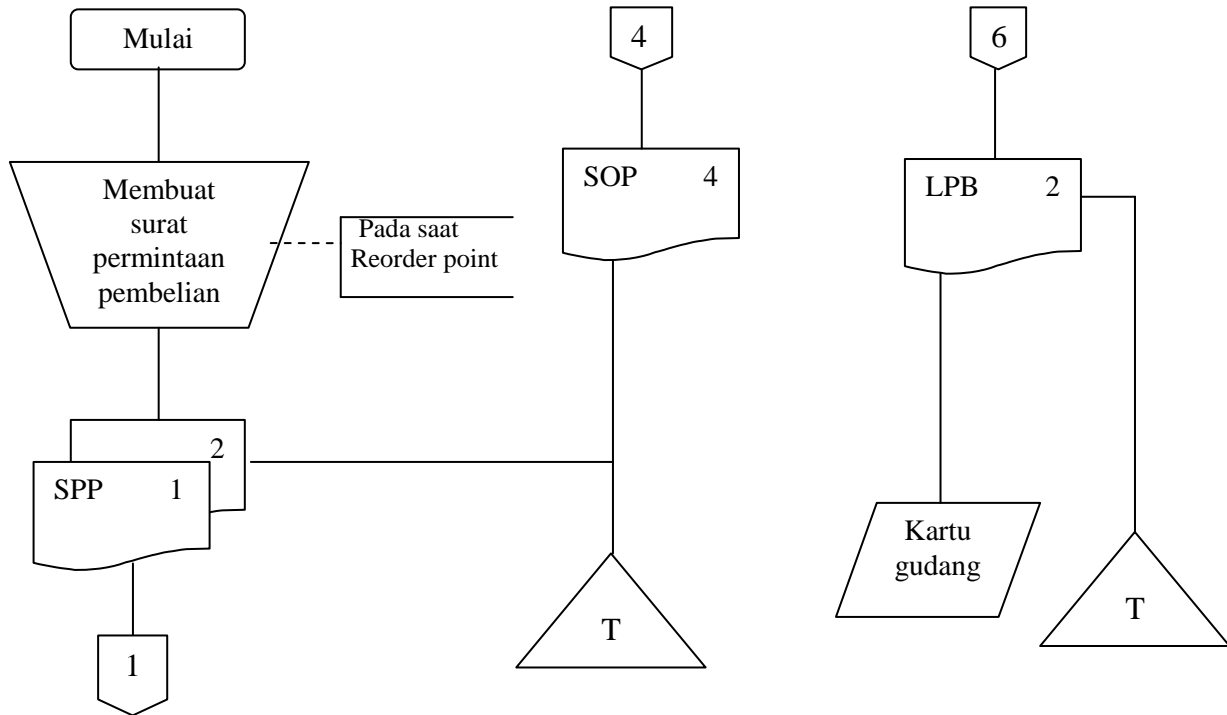 Mulai
Membuat
surat
permintaan
pembelian
Pada saat
Reorder point
2
SPP 1
1
4
SOP 4
T
6
LPB 2
Kartu
gudang
T